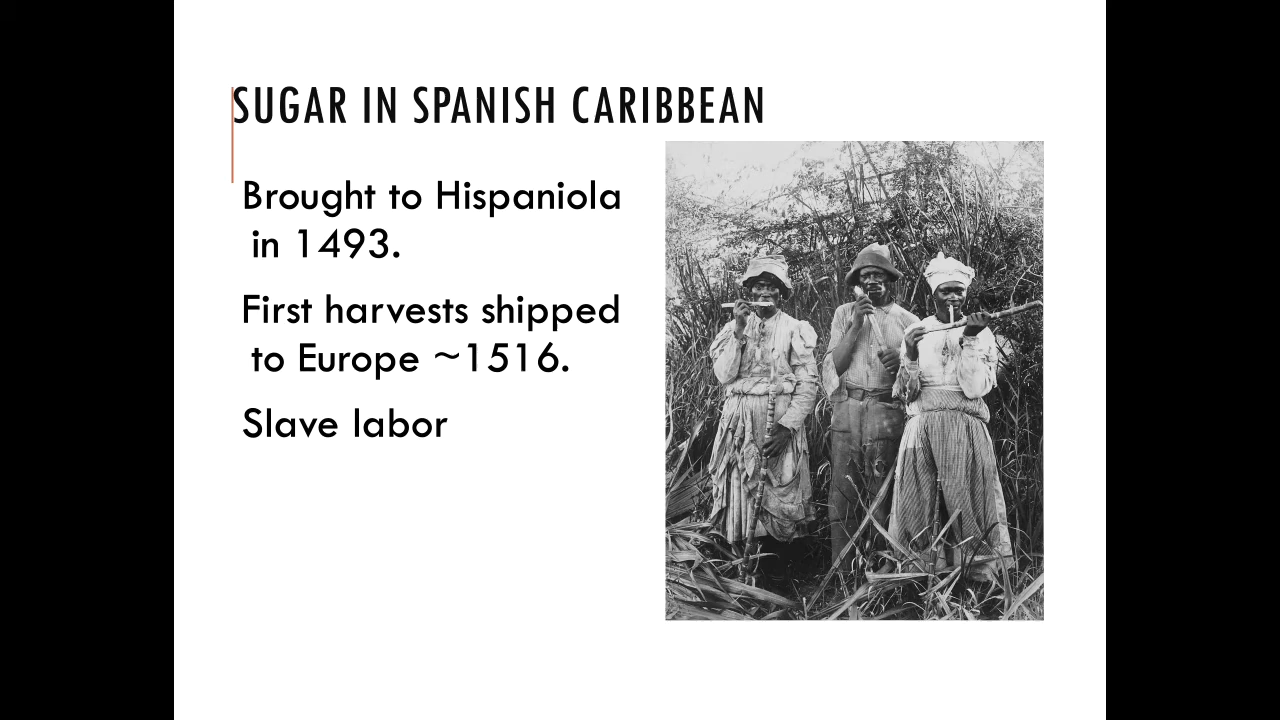 SUGAR IN SPANISH CARIBBEAN
Brought to Hispaniola
in 1493.
First harvests shipped
to Europe ~1516.
Slave labor